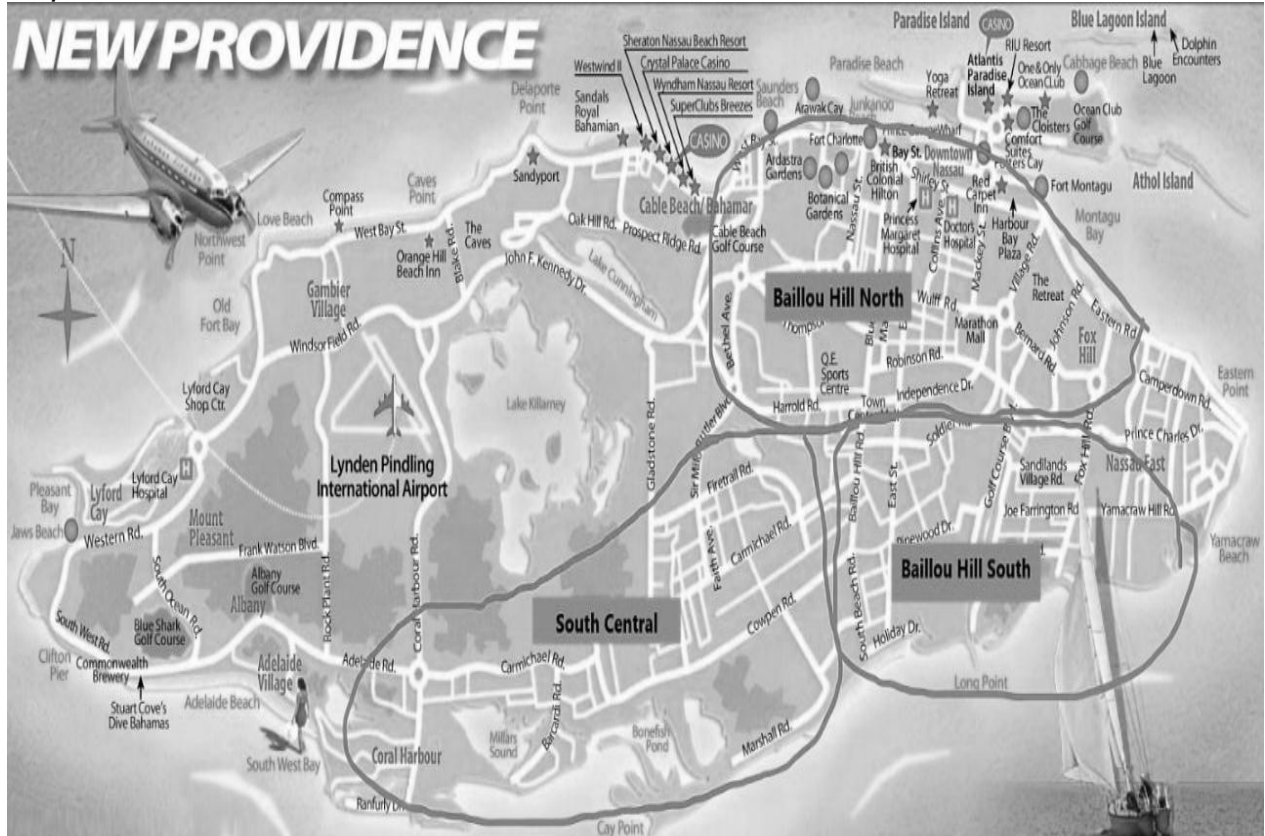 NEW PROVIDENCE
Sheraton Nassau Beach Resort
Crystal Palace Casino
Westwind II
Wyndham Nassau Resort
SuperClubs Breezes
Sandals
Royal
Bahamian
Delaporte
Point
CASINO
Saunders
Beach
Arawak Cay
Paradise Beach
Paradise Island
CASINO
RIU Resort
Atlantis
Paradise
Island
One & Only
Ocean Club
Yoga
Retreat
Blue Lagoon Island
Blue
Lagoon
Dolphin
Encounters
Cabbage Beach
Ocean Club
Golf
Course
The
Cloisters
Comfort
Suites
Junkanoo
Fort Charlotte
Bay St.
Downtown
Nassau
British
Colonial
Hilton
Ardastra
Gardens
Botanical
Gardens
Nassau St.
Shirley St.
Princess
Margaret
Hospital
Collins Ave.
Doctors
Hospital
Red
Carpet
Inn
Mackey St.
Harbour
Bay
Plaza
Fort Montagu
Montagu
Bay
Athol Island
Village Rd.
The
Retreat
Johnson Rd.
Eastern Rd.
Fox
Hill
Eastern
Point
Camperdown Rd.
Prince Charles Dr.
Nassau East
Sandyport
Caves
Point
Compass
Point
Love Beach
Northwest
Point
N
West Bay St.
Orange Hill
Beach Inn
Blake Rd.
The
Caves
Oak Hill Rd.
Prospect Ridge Rd.
Cable Beach/ Bahamar
Cable Beach
Golf Course
John F. Kennedy Dr.
Lake Cunningham
Bethel Ave.
Baillou Hill North
Wulff Rd.
Marathon
Mall
Bernard Rd.
Robinson Rd.
Q.E.
Sports
Centre
Independence Dr.
Harrold Rd.
Town
Old
Fort Bay
Gambier
Village
Windsor Field Rd.
Lyford Cay
Shop Ctr.
Lake Killarney
Gladstone Rd.
Lynden Pindling
International Airport
Lyford Cay
Hospital
Pleasant
Bay
Lyford
Cay
Jaws Beach
Western Rd.
Mount
Pleasant
Frank Watson Blvd.
Albany
Golf Course
Albany
South Ocean Rd.
Blue Shark
Golf Course
South West Rd.
Clifton
Pier
Commonwealth
Brewery
Stuart Cove's
Dive Bahamas
Adelaide Beach
Adelaide
Village
Rock Plant Rd.
Coral Harbour Rd.
Adelaide Rd.
South West Bay
Coral Harbour
Ranfurly Dr.
Carmichael Rd.
Barcardi Rd.
Millars
Sound
Bonefish
Pond
Cay Point
Marshall Rd.
South Central
Firetrail Rd.
Faith Ave.
Carmichael Rd.
Cowpen Rd.
Baillou Hill Rd.
East St.
Golf Course Blvd.
Fox Hill Rd.
Sandilands
Village Rd.
Joe Farrington Rd
Yamacraw Hill Rd
Yamacraw
Beach
Pinewood Dr.
Baillou Hill South
South Beach Rd.
Holiday Dr.
Long Point